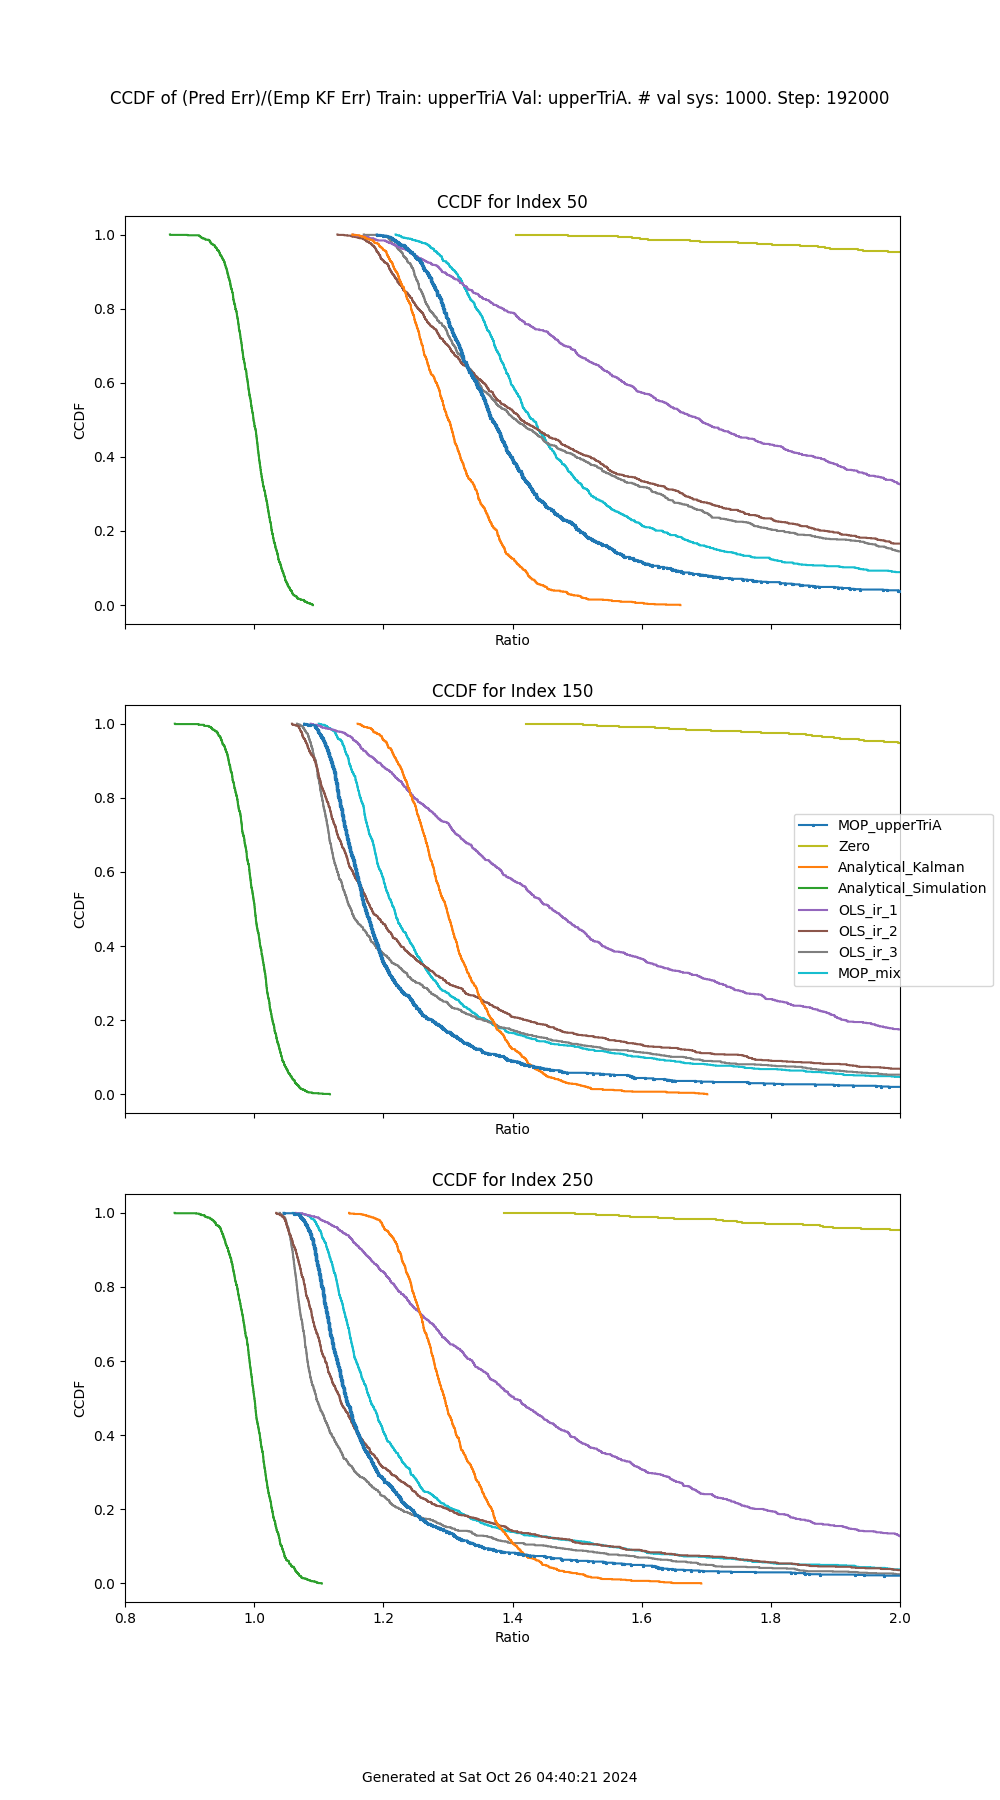 CCDF of (Pred Err)/(Emp KF Err) Train: upperTriA Val: upperTriA. # val sys: 1000. Step: 192000
CCDF for Index 50
1.0
0.8
0.6
0.4
0.2
0.0
CCDF
Ratio
CCDF for Index 150
1.0
0.8
0.6
0.4
0.2
0.0
CCDF
Ratio
MOP_upperTriA
Zero
Analytical_Kalman
Analytical_Simulation
OLS_ir_1
OLS_ir_2
OLS_ir_3
MOP_mix
CCDF for Index 250
1.0
0.8
0.6
0.4
0.2
0.0
CCDF
0.8 1.0 1.2 1.4 1.6 1.8 2.0
Ratio
Generated at Sat Oct 26 04:40:21 2024